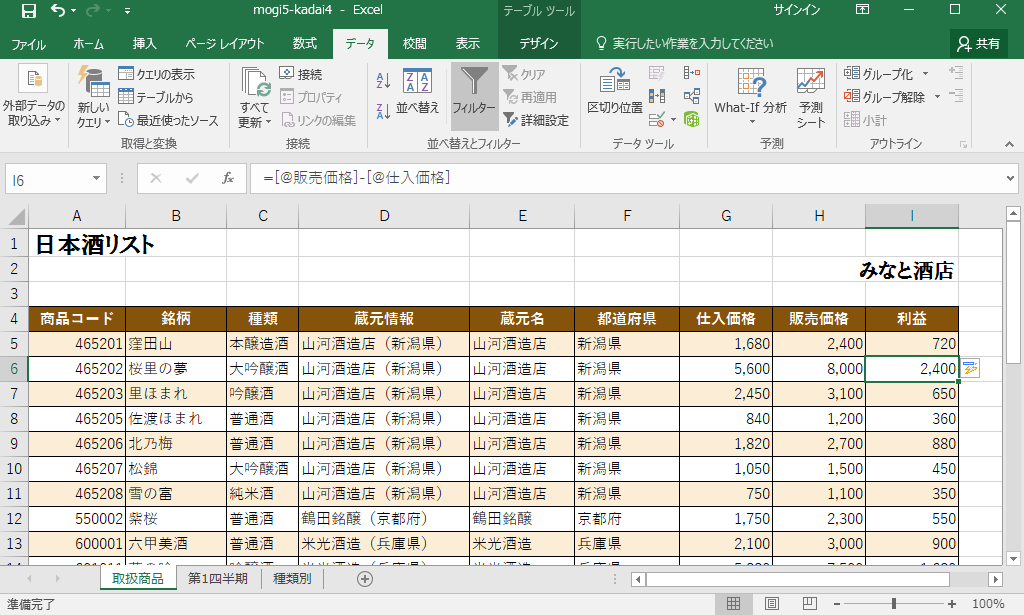 mogi5-kadai4 - Excel テーブル ツール サインイン
ファイル ホーム 挿入 ページ レイアウト 数式 データ 校閲 表示 デザイン 実行したい作業を入力してください 共有
外部データの取り込み 新しいクエリ クエリの表示 テーブルから 最近使ったソース すべて更新 接続 プロパティ リンクの編集 並べ替え フィルター クリア 再適用 詳細設定 区切り位置 What-If 分析 予測シート グループ化 グループ解除 小計
取得と変換 接続 並べ替えとフィルター データ ツール 予測 アウトライン
I6 fx =[@販売価格]-[@仕入価格]
A B C D E F G H I
1 日本酒リスト
2 みなと酒店
3
4 商品コード 銘柄 種類 蔵元情報 蔵元名 都道府県 仕入価格 販売価格 利益
5 465201 窪田山 本醸造酒 山河酒造店（新潟県） 山河酒造店 新潟県 1,680 2,400 720
6 465202 桜里の夢 大吟醸酒 山河酒造店（新潟県） 山河酒造店 新潟県 5,600 8,000 2,400
7 465203 里ほまれ 吟醸酒 山河酒造店（新潟県） 山河酒造店 新潟県 2,450 3,100 650
8 465205 佐渡ほまれ 普通酒 山河酒造店（新潟県） 山河酒造店 新潟県 840 1,200 360
9 465206 北乃梅 普通酒 山河酒造店（新潟県） 山河酒造店 新潟県 1,820 2,700 880
10 465207 松錦 大吟醸酒 山河酒造店（新潟県） 山河酒造店 新潟県 1,050 1,500 450
11 465208 雪の富 純米酒 山河酒造店（新潟県） 山河酒造店 新潟県 750 1,100 350
12 550002 紫桜 普通酒 鶴田銘醸（京都府） 鶴田銘醸 京都府 1,750 2,300 550
13 600001 六甲美酒 普通酒 米光酒造（兵庫県） 米光酒造 兵庫県 2,100 3,000 900
取扱商品 第1四半期 種類別
準備完了 100%